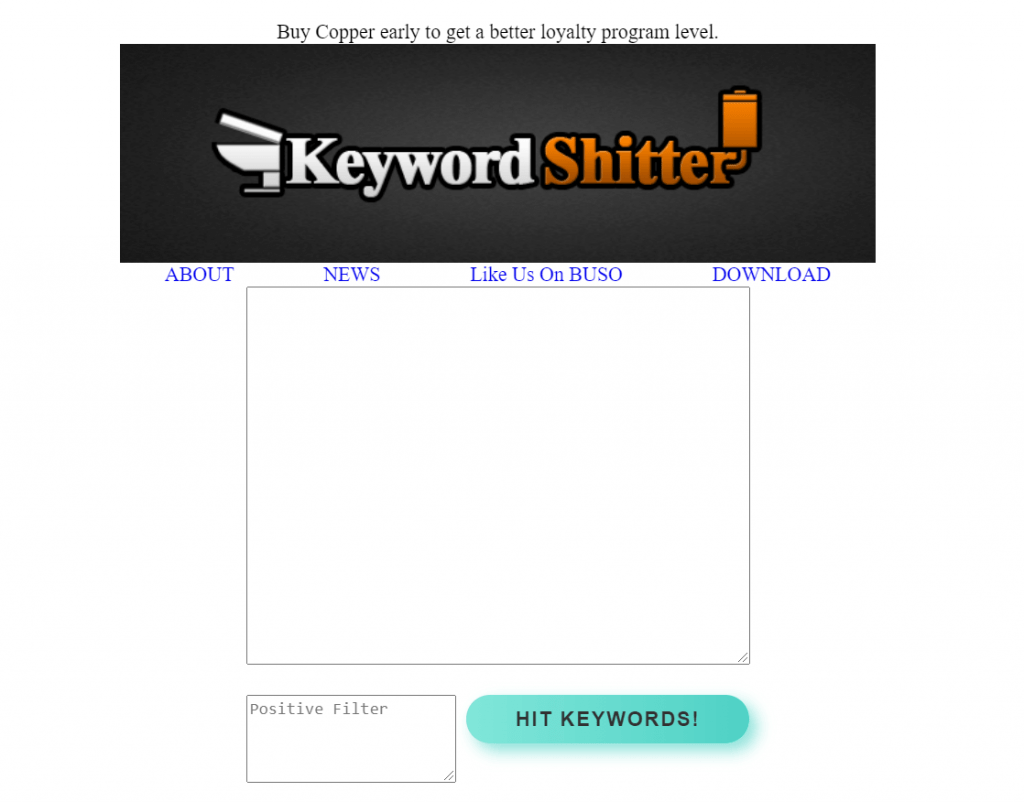 Buy Copper early to get a better loyalty program level.
Keyword Shitter
ABOUT NEWS Like Us On BUSO DOWNLOAD
Positive Filter
HIT KEYWORDS!